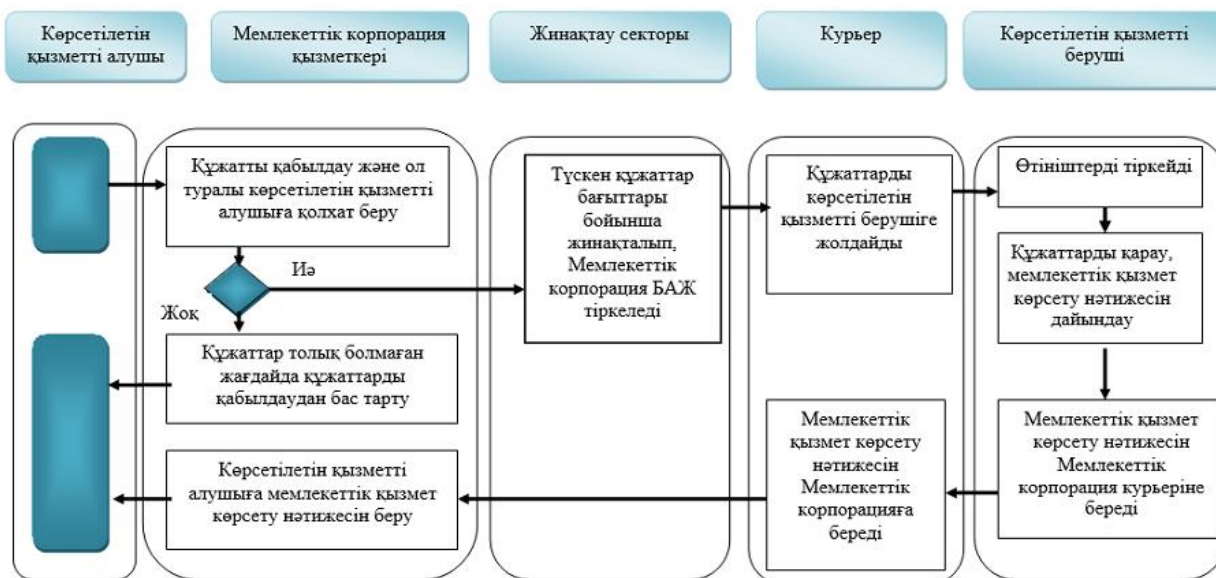 Көрсетілетін
қызметті алушы
Мемлекеттік корпорация
қызметкері
Жинақтау секторы
Курьер
Көрсетілетін қызметті
беруші
Құжатты қабылдау және ол
туралы көрсетілетін қызметті
алушыға қолхат беру
Иә
Жоқ
Құжаттар толық болмаған
жағдайда құжаттарды
қабылдаудан бас тарту
Көрсетілетін қызметті
алушыға мемлекеттік қызмет
көрсету нәтижесін беру
Түскен құжаттар
бағыттары
бойынша
жинақталып,
Мемлекеттік
корпорация БАЖ
тіркеледі
Құжаттарды
көрсетілетін
қызметті берушіге
жолдайды
Мемлекеттік
қызмет көрсету
нәтижесін
Мемлекеттік
корпорацияға
береді
Өтініштерді тіркейді
Құжаттарды қарау,
мемлекеттік қызмет
көрсету нәтижесін
дайындау
Мемлекеттік қызмет
көрсету нәтижесін
Мемлекеттік
корпорация курьеріне
береді